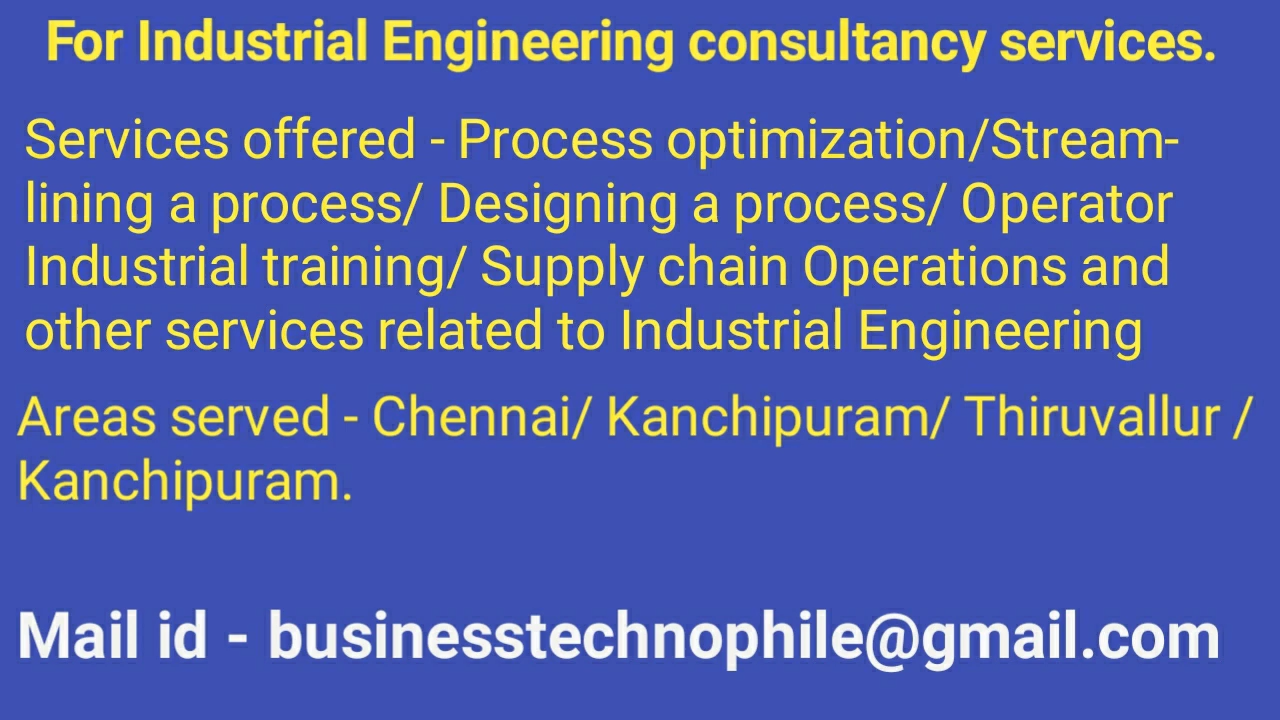 For Industrial Engineering consultancy services.
Services offered - Process optimization/Stream-
lining a process/ Designing a process/ Operator
Industrial training/ Supply chain Operations and
other services related to Industrial Engineering
Areas served - Chennai/ Kanchipuram/ Thiruvallur /
Kanchipuram.
Mail id - businesstechnophile@gmail.com